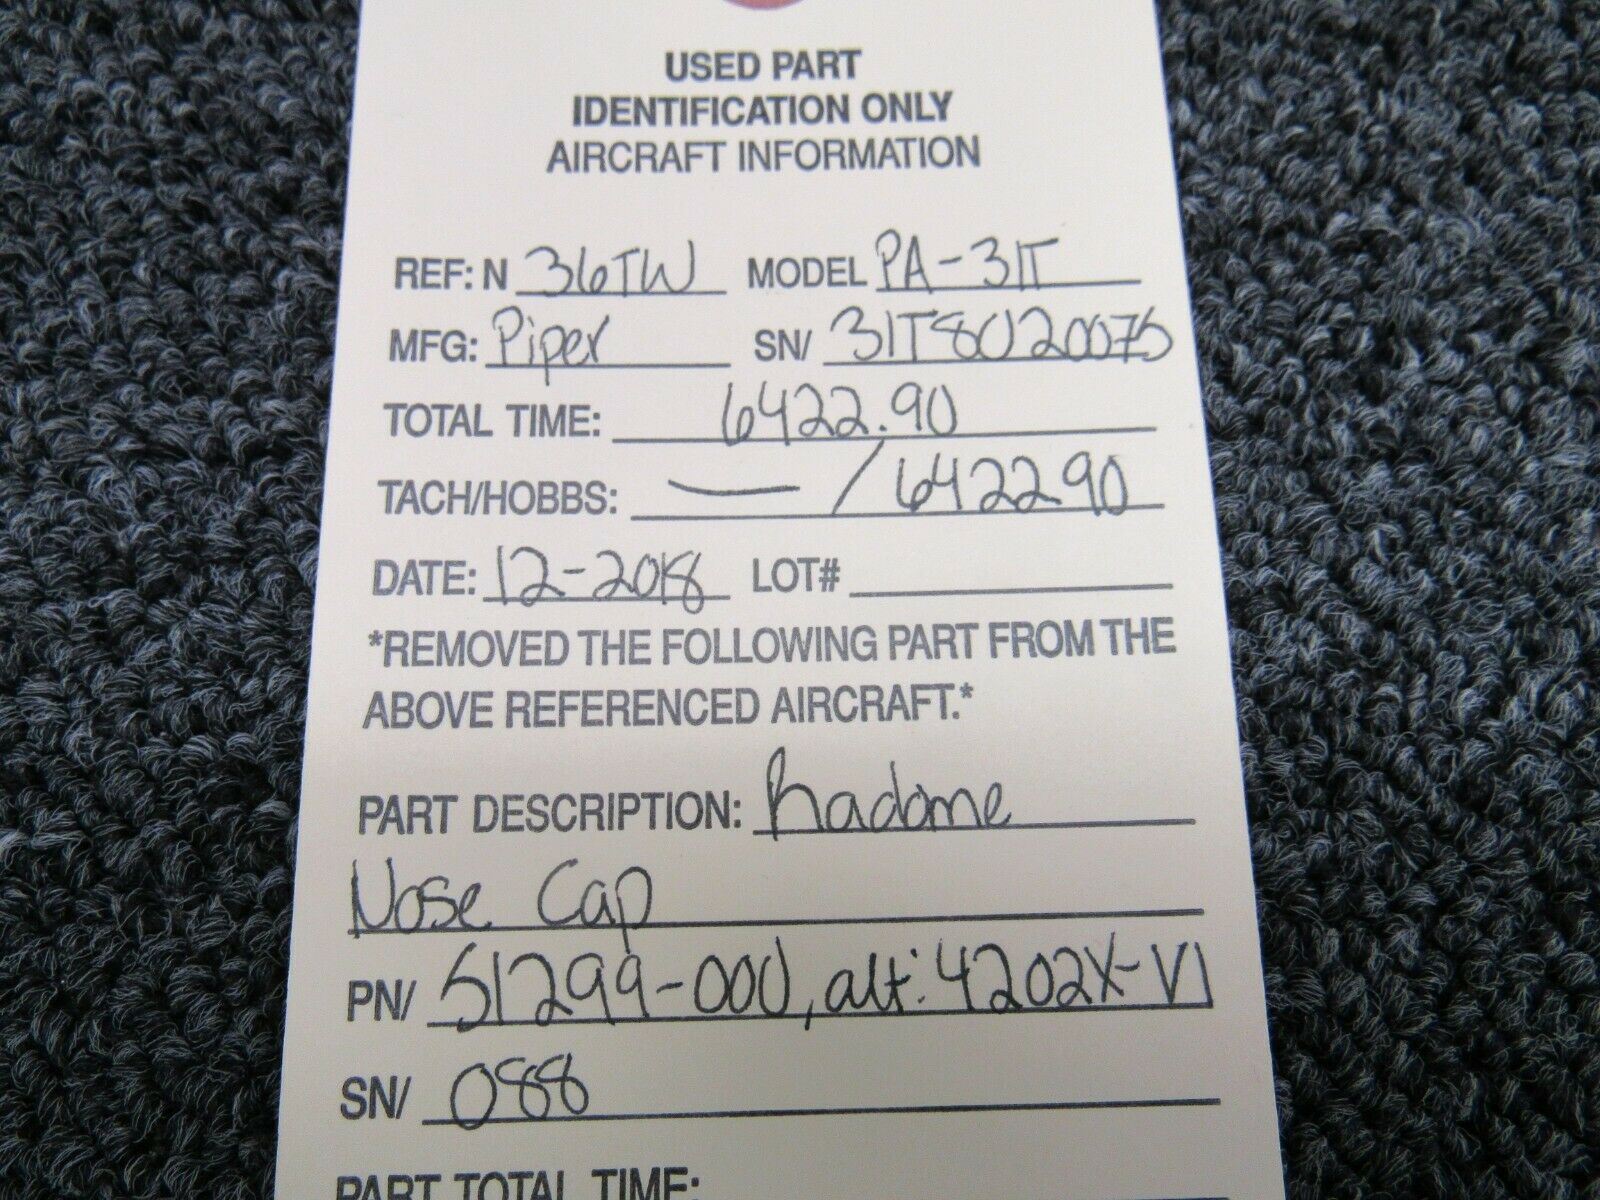 USED PART
IDENTIFICATION ONLY
AIRCRAFT INFORMATION
REF: N 36TW MODEL PA-31T
MFG: Piper SN/ 31T8020075
TOTAL TIME: 6422.90
TACH/HOBBS: — / 642290
DATE: 12-2018 LOT#
*REMOVED THE FOLLOWING PART FROM THE
ABOVE REFERENCED AIRCRAFT.*
PART DESCRIPTION: Radome
Nose Cap
PN/ 51299-000, alt: 4202X-V1
SN/ 088
PART TOTAL TIME: